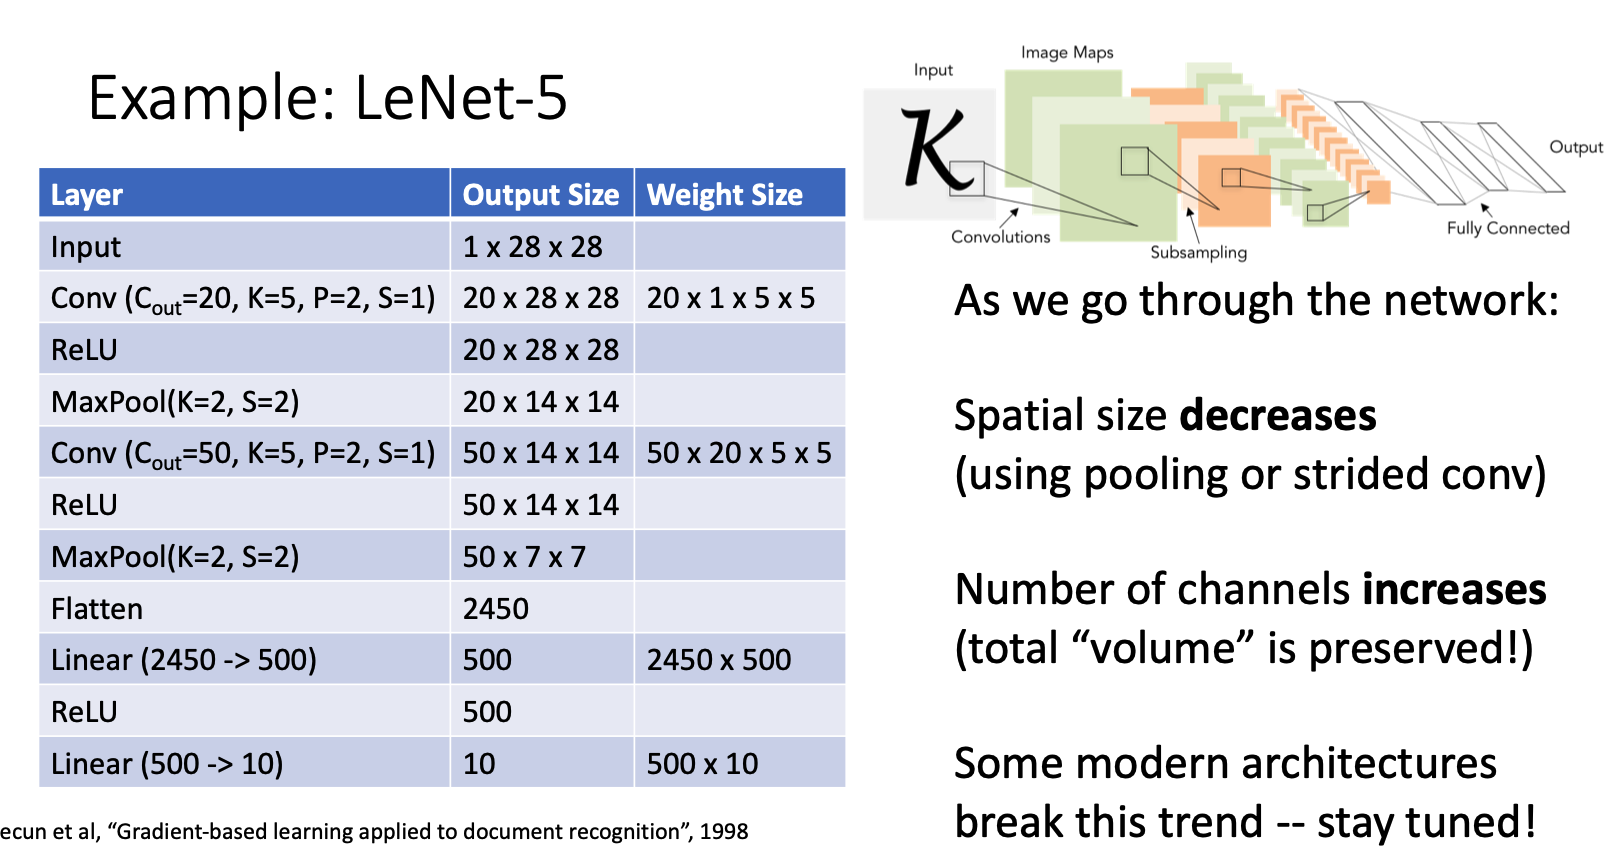 Example: LeNet-5
Layer Output Size Weight Size
Input 1 x 28 x 28
Conv (Cout=20, K=5, P=2, S=1) 20 x 28 x 28 20 x 1 x 5 x 5
ReLU 20 x 28 x 28
MaxPool(K=2, S=2) 20 x 14 x 14
Conv (Cout=50, K=5, P=2, S=1) 50 x 14 x 14 50 x 20 x 5 x 5
ReLU 50 x 14 x 14
MaxPool(K=2, S=2) 50 x 7 x 7
Flatten 2450
Linear (2450 -> 500) 500 2450 x 500
ReLU 500
Linear (500 -> 10) 10 500 x 10
ecun et al, “Gradient-based learning applied to document recognition”, 1998
Image Maps
Input
K
Output
Convolutions
Subsampling
Fully Connected
As we go through the network:
Spatial size decreases
(using pooling or strided conv)
Number of channels increases
(total “volume” is preserved!)
Some modern architectures
break this trend -- stay tuned!